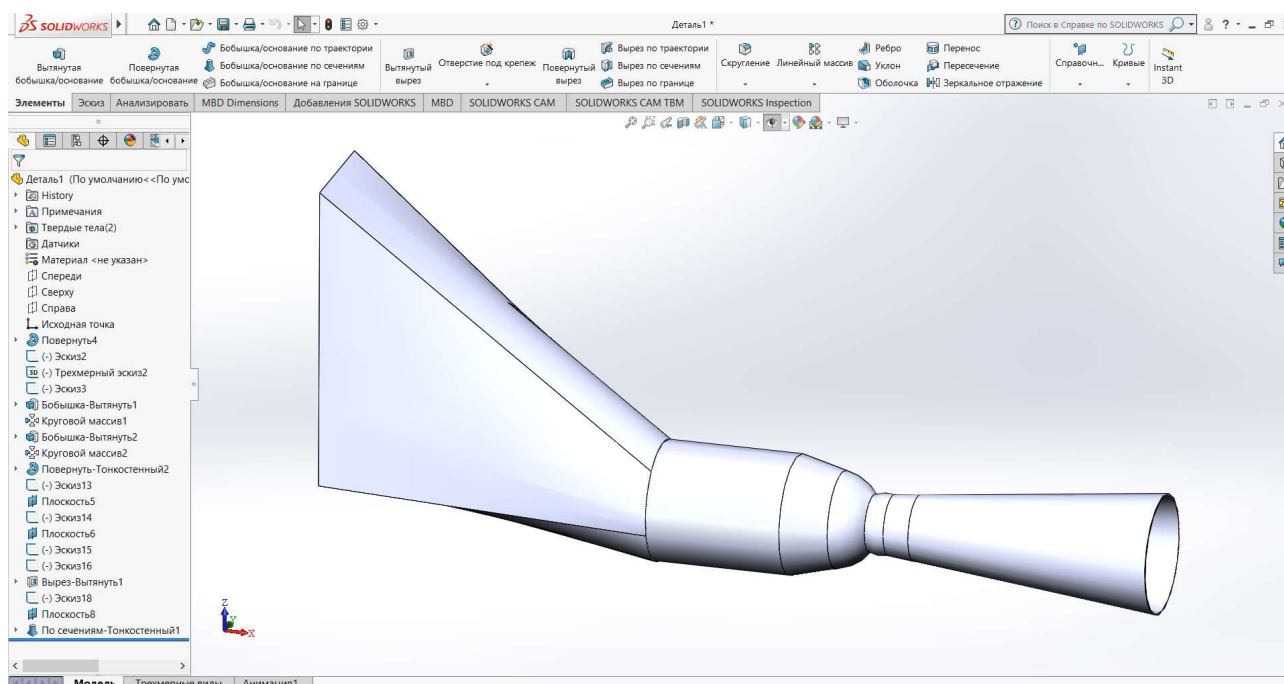 SOLIDWORKS
Деталь1 *
Поиск в Справке по SOLIDWORKS
Вытянутая бобышка/основание
Повернутая бобышка/основание
Бобышка/основание по траектории
Бобышка/основание по сечениям
Бобышка/основание на границе
Вытянутый вырез
Отверстие под крепеж
Повернутый вырез
Вырез по траектории
Вырез по сечениям
Вырез по границе
Скругление
Линейный массив
Ребро
Уклон
Оболочка
Перенос
Пересечение
Зеркальное отражение
Справочн...
Кривые
Instant 3D
Элементы
Эскиз
Анализировать
MBD Dimensions
Добавления SOLIDWORKS
MBD
SOLIDWORKS CAM
SOLIDWORKS CAM TBM
SOLIDWORKS Inspection
Деталь1 (По умолчанию<<По умс
History
Примечания
Твердые тела(2)
Датчики
Материал <не указан>
Спереди
Сверху
Справа
Исходная точка
Повернуть4
(-) Эскиз2
(-) Трехмерный эскиз2
(-) Эскиз3
Бобышка-Вытянуть1
Круговой массив1
Бобышка-Вытянуть2
Круговой массив2
Повернуть-Тонкостенный2
(-) Эскиз13
Плоскость5
(-) Эскиз14
Плоскость6
(-) Эскиз15
(-) Эскиз16
Вырез-Вытянуть1
(-) Эскиз18
Плоскость8
По сечениям-Тонкостенный1
Z
Y
X
Модель
Трехмерные виды
Анимация1